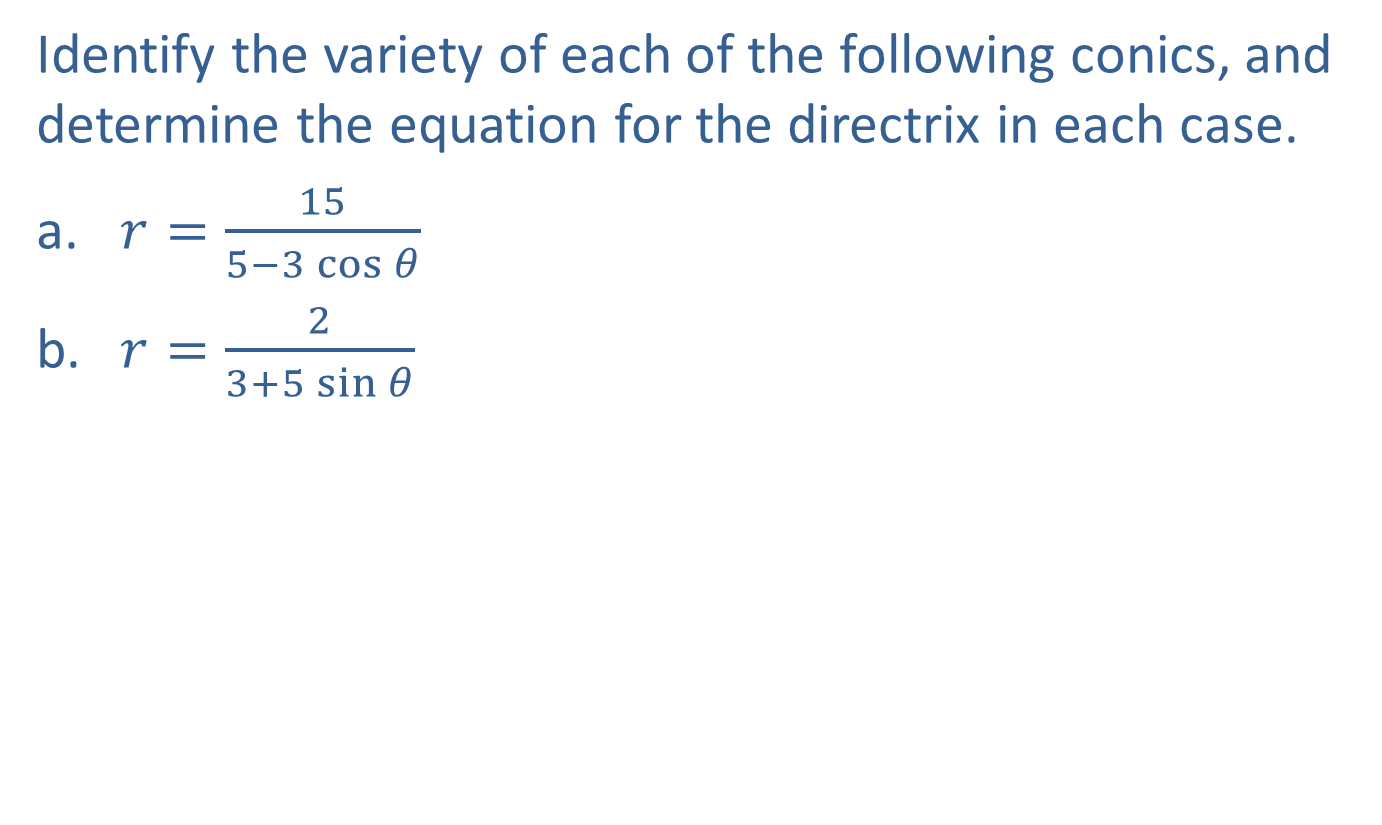 Identify the variety of each of the following conics, and
determine the equation for the directrix in each case.
a. r = 15/(5−3 cos θ)
b. r = 2/(3+5 sin θ)